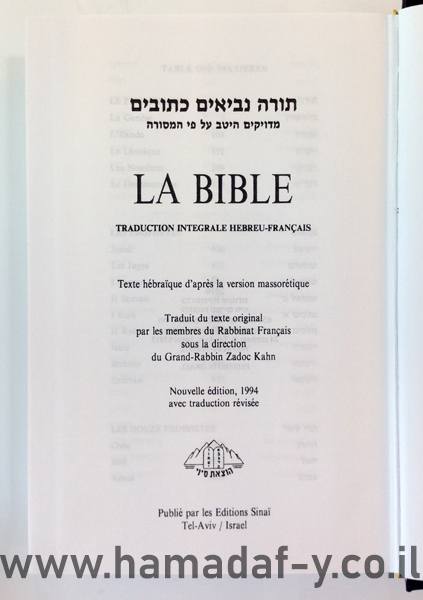 תורה נביאים כתובים
מדויקים היטב על פי המסורה
LA BIBLE
TRADUCTION INTEGRALE HEBREU-FRANÇAIS
Texte hébraïque d'après la version massorétique
Traduit du texte original
par les membres du Rabbinat Français
sous la direction
du Grand-Rabbin Zadoc Kahn
Nouvelle édition, 1994
avec traduction révisée
הוצאת סיני
Publié par les Editions Sinaï
Tel-Aviv / Israel
www.hamadaf-y.co.il